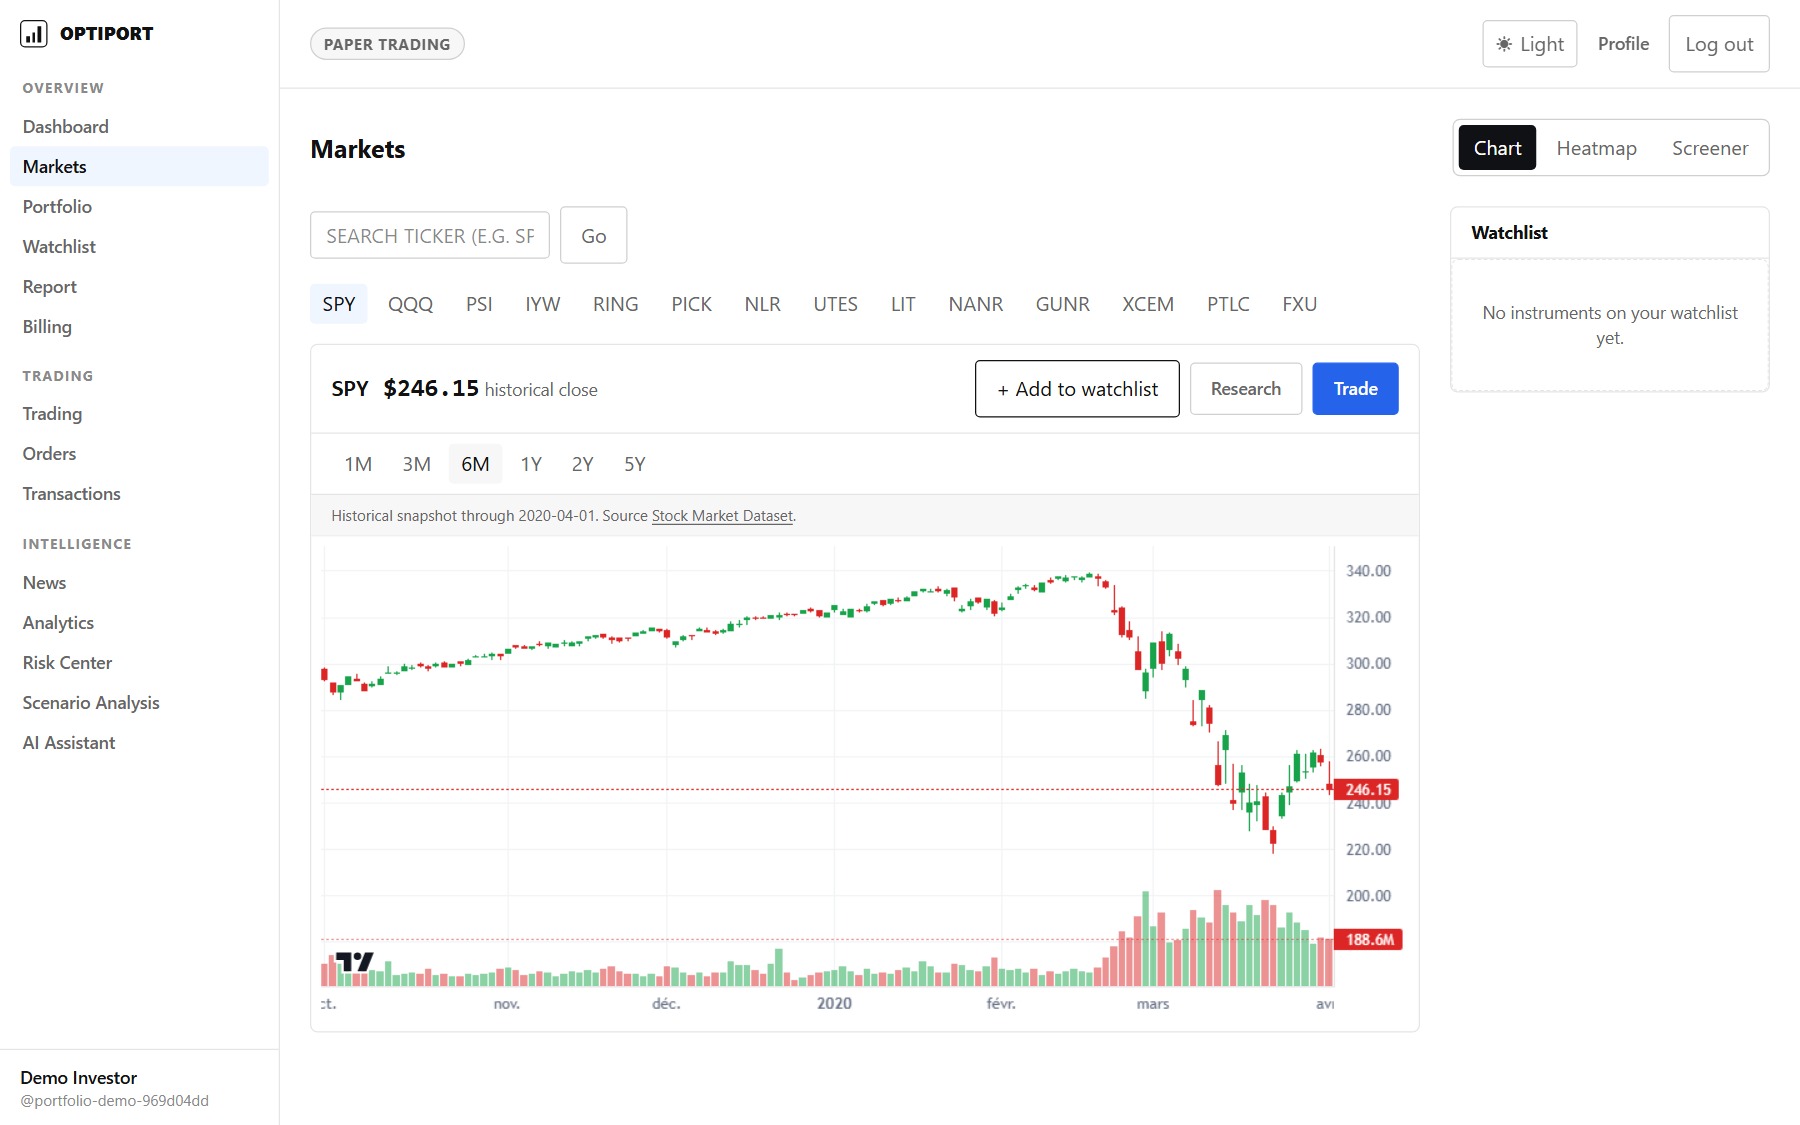 OPTIPORT
OVERVIEW
Dashboard
Markets
Portfolio
Watchlist
Report
Billing
TRADING
Trading
Orders
Transactions
INTELLIGENCE
News
Analytics
Risk Center
Scenario Analysis
AI Assistant
Demo Investor
@portfolio-demo-969d04dd
PAPER TRADING
Light
Profile
Log out
Markets
Chart
Heatmap
Screener
SEARCH TICKER (E.G. SF
Go
SPY QQQ PSI IYW RING PICK NLR UTES LIT NANR GUNR XCEM PTLC FXU
SPY $246.15 historical close
+ Add to watchlist
Research
Trade
1M 3M 6M 1Y 2Y 5Y
Historical snapshot through 2020-04-01. Source Stock Market Dataset.
340.00
320.00
300.00
280.00
260.00
246.15
240.00
220.00
200.00
188.6M
ct. nov. déc. 2020 févr. mars avr
Watchlist
No instruments on your watchlist
yet.